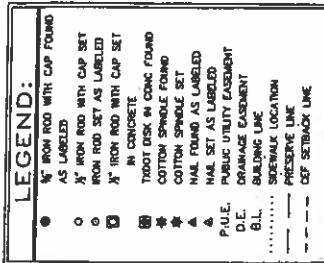 LEGEND:
IRON ROD WITH CAP FOUND
AS LABELED
½" IRON ROD WITH CAP SET
IRON ROD SET AS LABELED
½" IRON ROD WITH CAP SET
IN CONCRETE
TXDOT DISK IN CONC FOUND
COTTON SPINDLE FOUND
COTTON SPINDLE SET
NAIL FOUND AS LABELED
NAIL SET AS LABELED
P.U.E. PUBLIC UTILITY EASEMENT
D.E. DRAINAGE EASEMENT
B.L. BUILDING LINE
SIDEWALK LOCATION
PRESERVE LINE
CEF SETBACK LINE